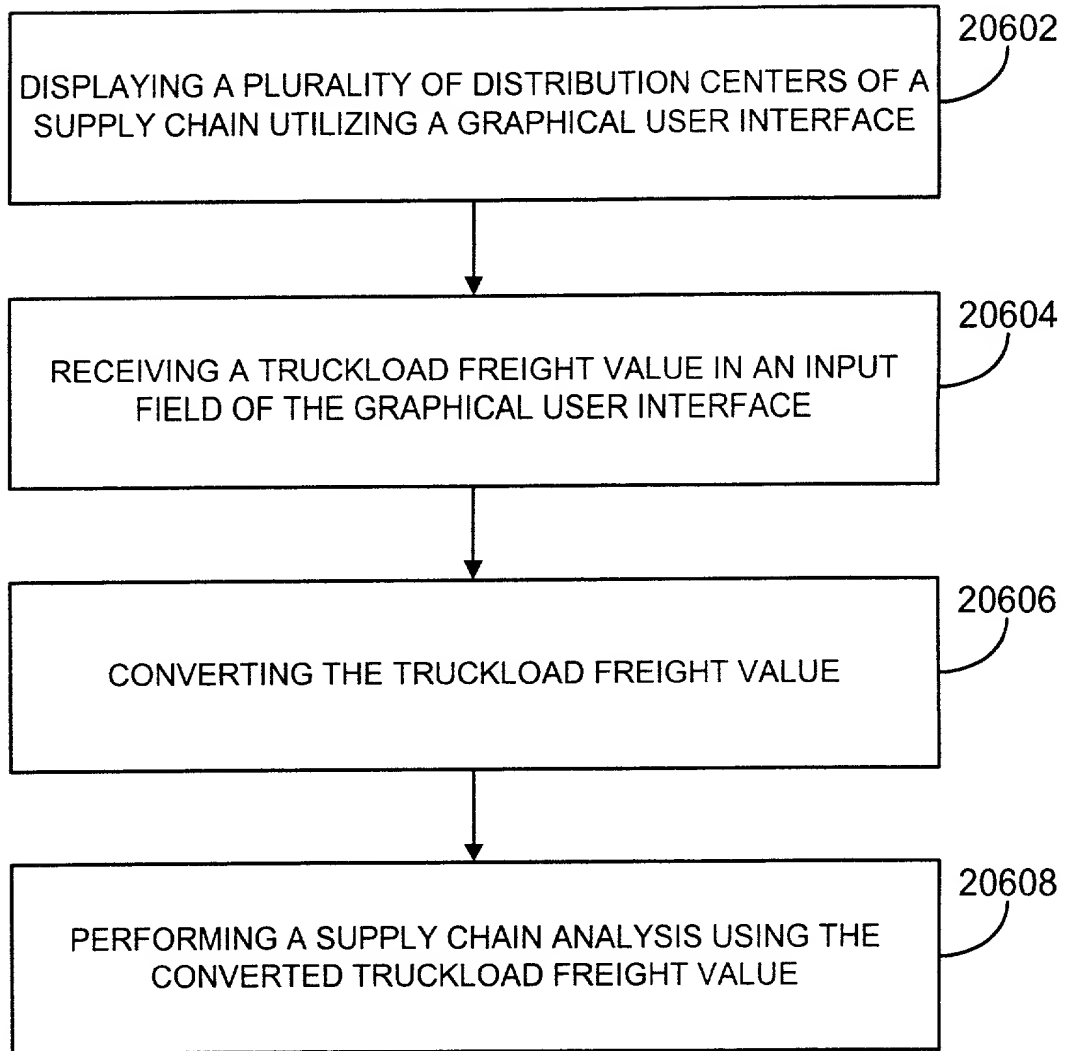 20602
DISPLAYING A PLURALITY OF DISTRIBUTION CENTERS OF A
SUPPLY CHAIN UTILIZING A GRAPHICAL USER INTERFACE
20604
RECEIVING A TRUCKLOAD FREIGHT VALUE IN AN INPUT
FIELD OF THE GRAPHICAL USER INTERFACE
20606
CONVERTING THE TRUCKLOAD FREIGHT VALUE
20608
PERFORMING A SUPPLY CHAIN ANALYSIS USING THE
CONVERTED TRUCKLOAD FREIGHT VALUE